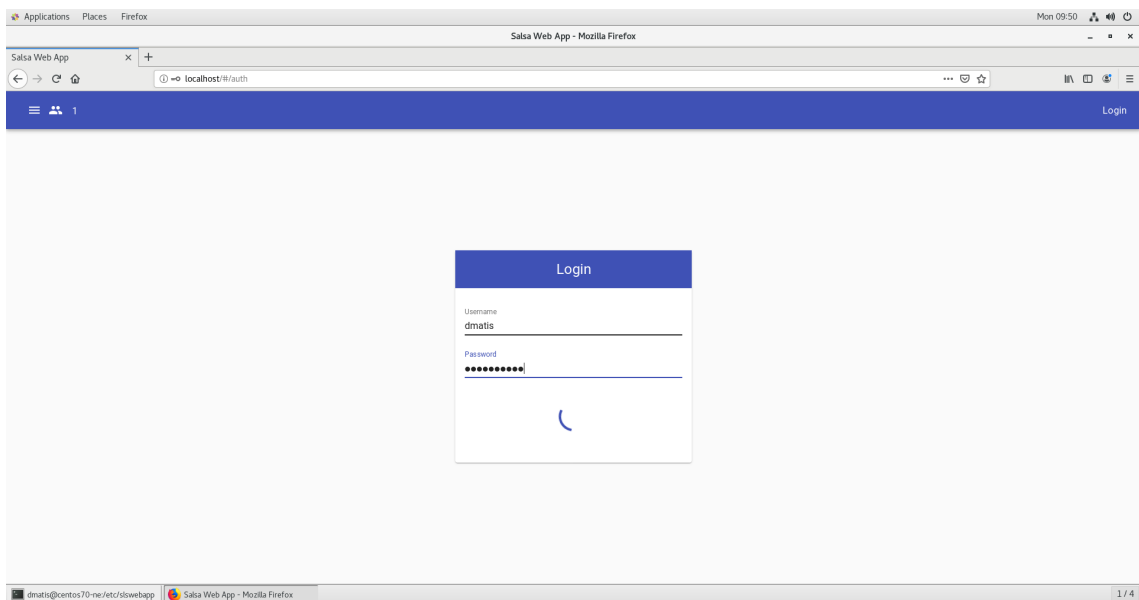 Applications Places Firefox Mon 09:50
Salsa Web App - Mozilla Firefox
Salsa Web App
localhost/#/auth
1 Login
Login
Username
dmatis
Password
dmatis@centos70-ne:/etc/slswebapp Salsa Web App - Mozilla Firefox 1 / 4